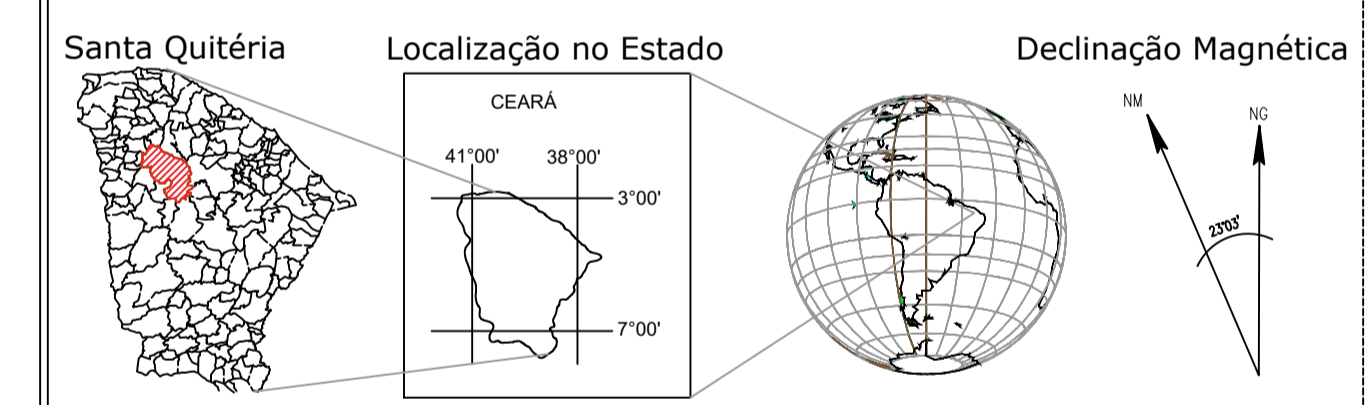 Santa Quitéria
Localização no Estado
Declinação Magnética
CEARÁ
NM
NG
41°00'
38°00'
3°00'
23°03'
7°00'